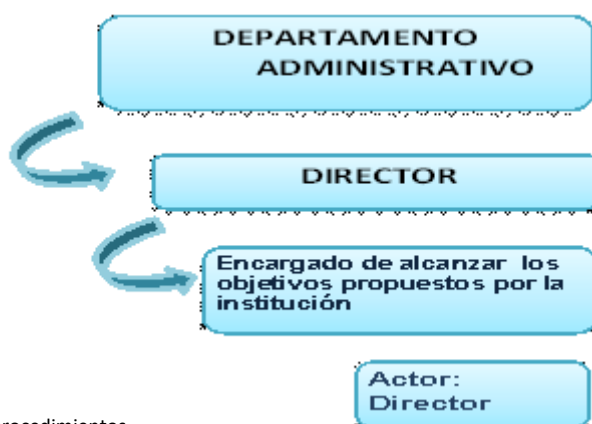 DEPARTAMENTO
ADMINISTRATIVO
DIRECTOR
Encargado de alcanzar los
objetivos propuestos por la
institución
Actor:
Director